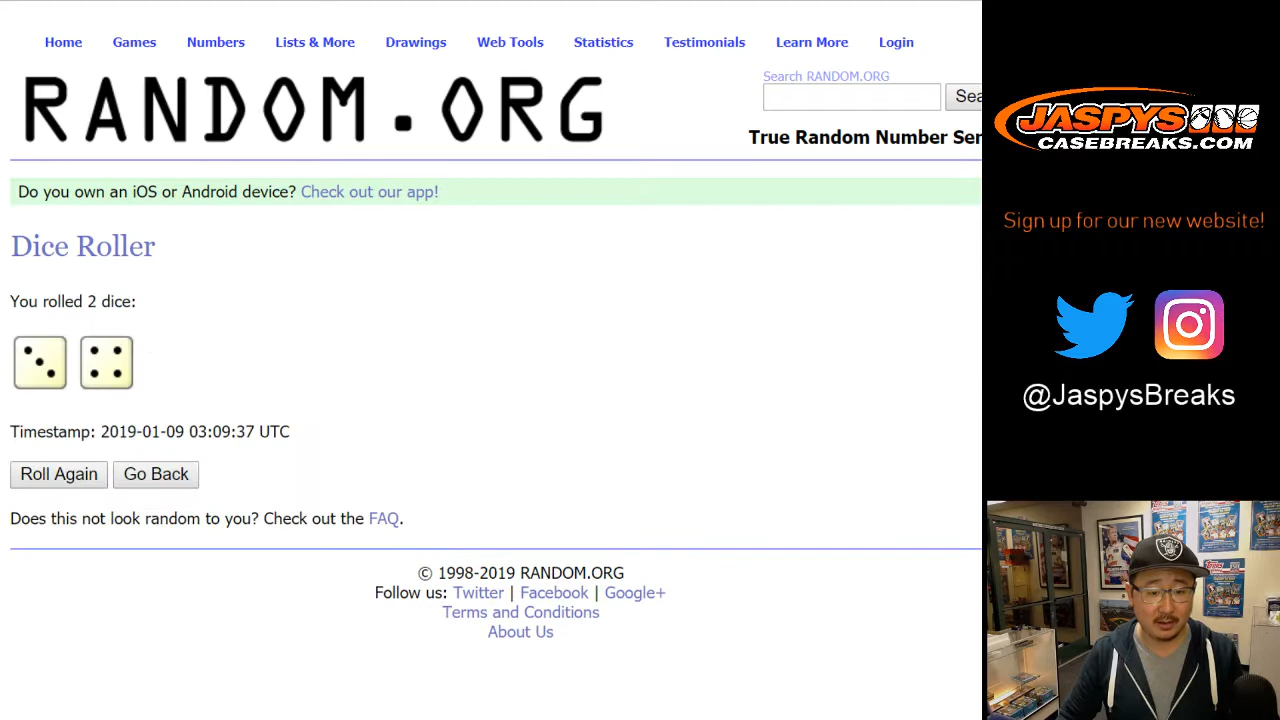 Home Games Numbers Lists & More Drawings Web Tools Statistics Testimonials Learn More Login
RANDOM.ORG
Search RANDOM.ORG
Sea
True Random Number Ser
Do you own an iOS or Android device? Check out our app!
Dice Roller
You rolled 2 dice:
Timestamp: 2019-01-09 03:09:37 UTC
Roll Again Go Back
Does this not look random to you? Check out the FAQ.
© 1998-2019 RANDOM.ORG
Follow us: Twitter | Facebook | Google+
Terms and Conditions
About Us
JASPYS
CASEBREAKS.COM
Sign up for our new website!
@JaspysBreaks
Topps